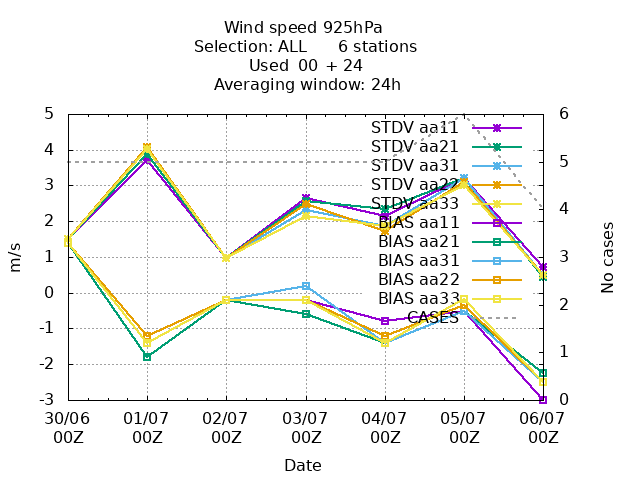 Wind speed 925hPa
Selection: ALL 6 stations
Used 00 + 24
Averaging window: 24h
5
4
3
2
1
0
-1
-2
-3
m/s
6
5
4
3
2
1
0
No cases
STDV aa11
STDV aa21
STDV aa31
STDV aa22
STDV aa33
BIAS aa11
BIAS aa21
BIAS aa31
BIAS aa22
BIAS aa33
CASES
30/06 01/07 02/07 03/07 04/07 05/07 06/07
00Z 00Z 00Z 00Z 00Z 00Z 00Z
Date